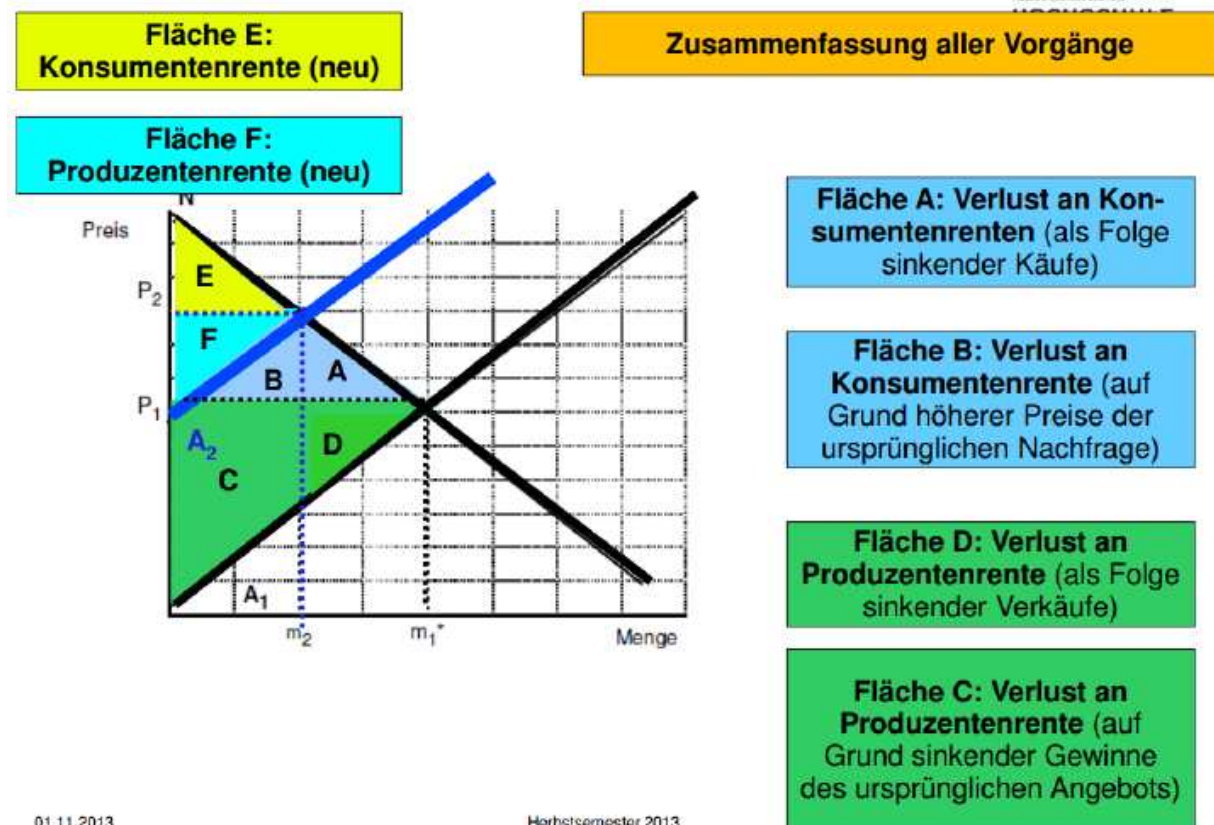 Fläche E:
Konsumentenrente (neu)
Zusammenfassung aller Vorgänge
Fläche F:
Produzentenrente (neu)
N
Preis
P2
P1
E
F
B
A
A2
C
D
A1
m2
m1*
Menge
Fläche A: Verlust an Kon-
sumentenrenten (als Folge
sinkender Käufe)
Fläche B: Verlust an
Konsumentenrente (auf
Grund höherer Preise der
ursprünglichen Nachfrage)
Fläche D: Verlust an
Produzentenrente (als Folge
sinkender Verkäufe)
Fläche C: Verlust an
Produzentenrente (auf
Grund sinkender Gewinne
des ursprünglichen Angebots)
01.11.2013
Herbstsemester 2013